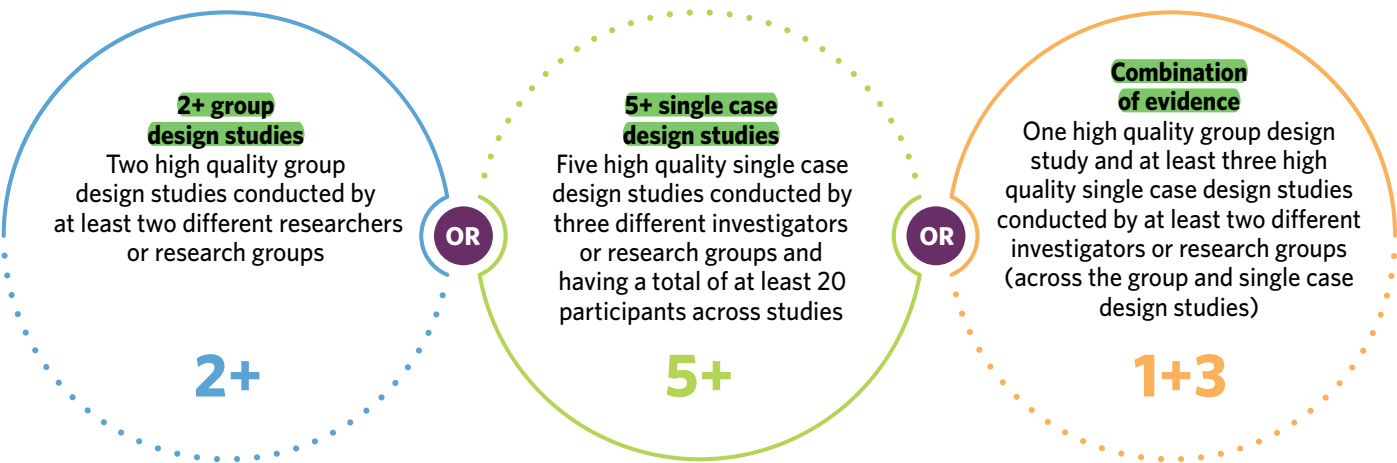 2+ group
design studies
Two high quality group
design studies conducted by
at least two different researchers
or research groups
2+
OR
5+ single case
design studies
Five high quality single case
design studies conducted by
three different investigators
or research groups and
having a total of at least 20
participants across studies
5+
OR
Combination
of evidence
One high quality group design
study and at least three high
quality single case design studies
conducted by at least two different
investigators or research groups
(across the group and single case
design studies)
1+3